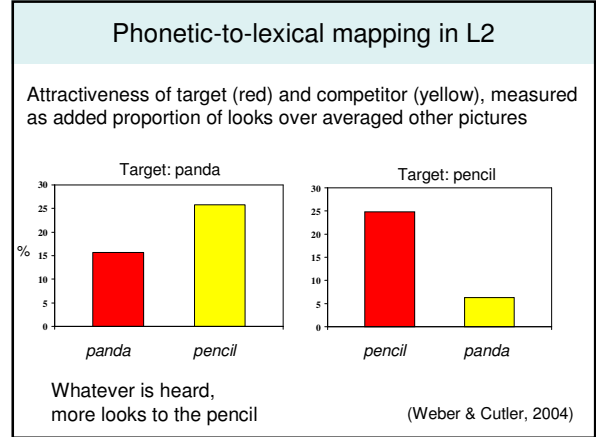 Phonetic-to-lexical mapping in L2
Attractiveness of target (red) and competitor (yellow), measured
as added proportion of looks over averaged other pictures
Target: panda
30
25
20
15
10
5
0
%
panda pencil
Target: pencil
30
25
20
15
10
5
0
pencil panda
Whatever is heard,
more looks to the pencil
(Weber & Cutler, 2004)